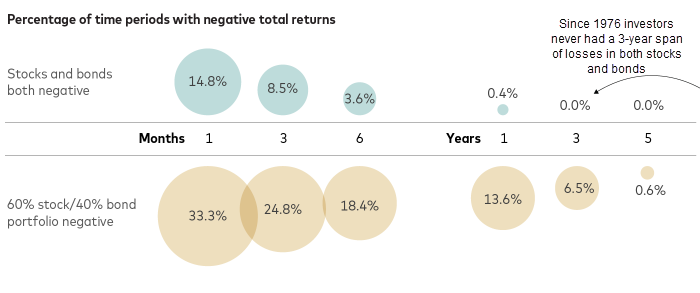 Percentage of time periods with negative total returns
Since 1976 investors
never had a 3-year span
of losses in both stocks
and bonds
Stocks and bonds
both negative
14.8%
8.5%
3.6%
0.4%
0.0%
0.0%
Months 1 3 6 Years 1 3 5
60% stock/40% bond
portfolio negative
33.3%
24.8%
18.4%
13.6%
6.5%
0.6%